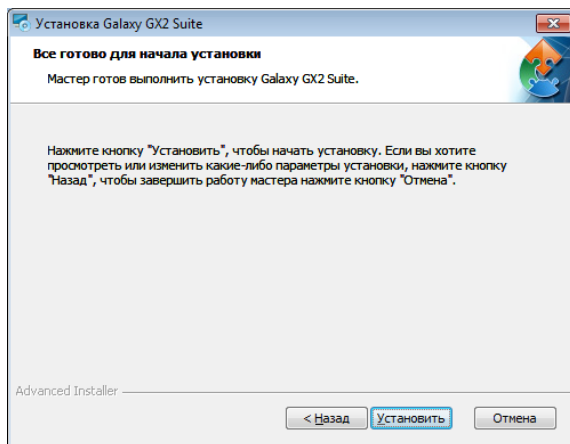 Установка Galaxy GX2 Suite
Все готово для начала установки
Мастер готов выполнить установку Galaxy GX2 Suite.
Нажмите кнопку "Установить", чтобы начать установку. Если вы хотите
просмотреть или изменить какие-либо параметры установки, нажмите кнопку
"Назад", чтобы завершить работу мастера нажмите кнопку "Отмена".
Advanced Installer
< Назад Установить Отмена